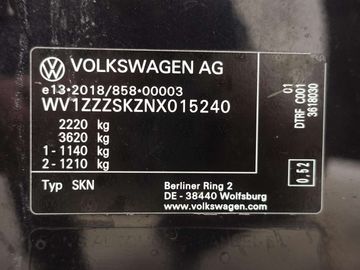 VOLKSWAGEN AG
e13*2018/858*00003
WV1ZZZSKZNX015240
2220 kg
3620 kg
1 - 1140 kg
2 - 1210 kg
Typ SKN
Berliner Ring 2
DE - 38440 Wolfsburg
www.volkswagen.com
01
DTRF C001
3618030
0,52